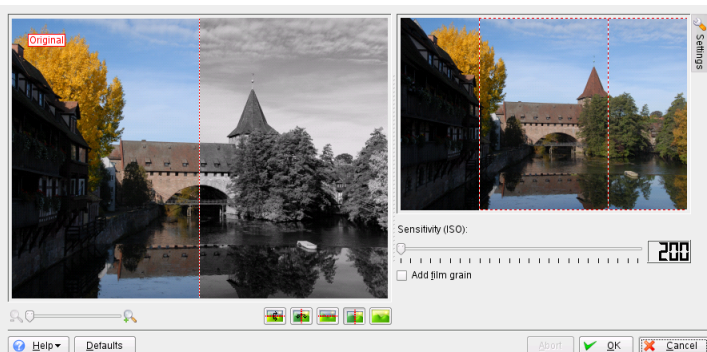 Original
Settings
Sensitivity (ISO):
200
Add film grain
Help
Defaults
Abort
OK
Cancel